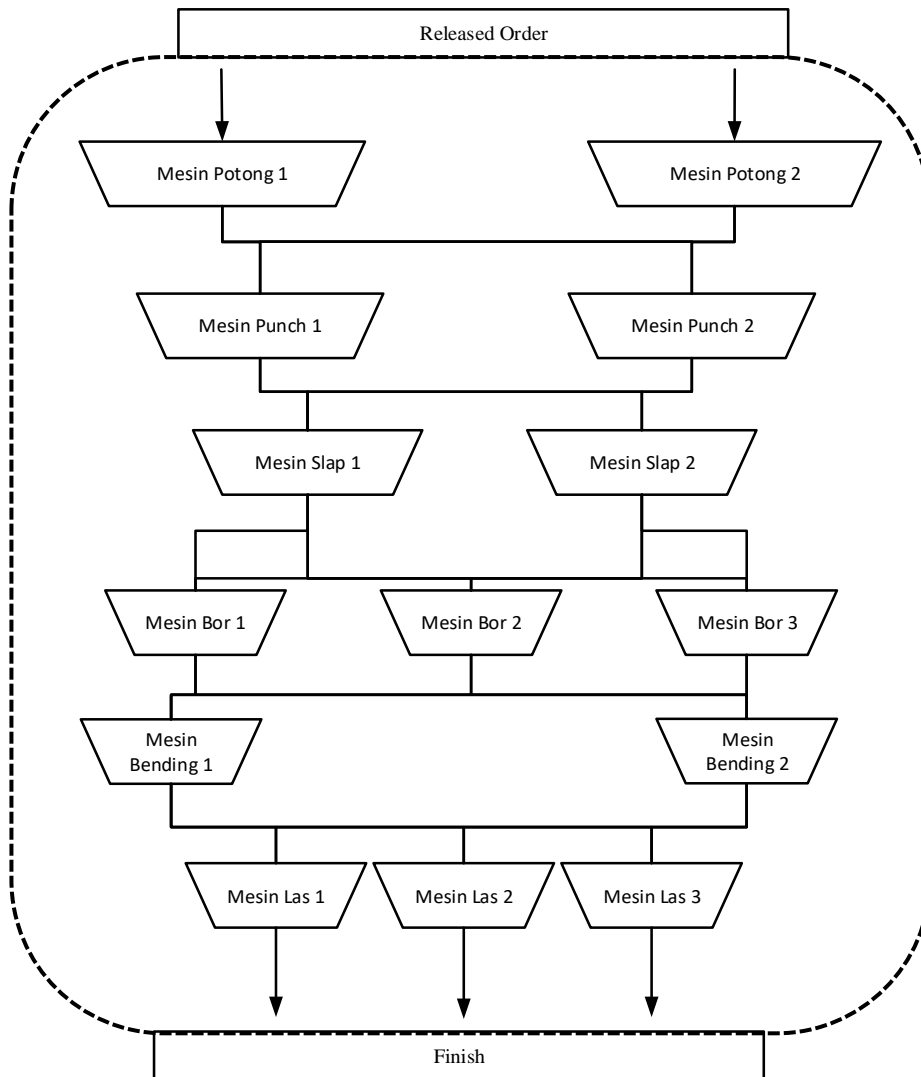 Released Order
Mesin Potong 1
Mesin Potong 2
Mesin Punch 1
Mesin Punch 2
Mesin Slap 1
Mesin Slap 2
Mesin Bor 1
Mesin Bor 2
Mesin Bor 3
Mesin
Bending 1
Mesin
Bending 2
Mesin Las 1
Mesin Las 2
Mesin Las 3
Finish